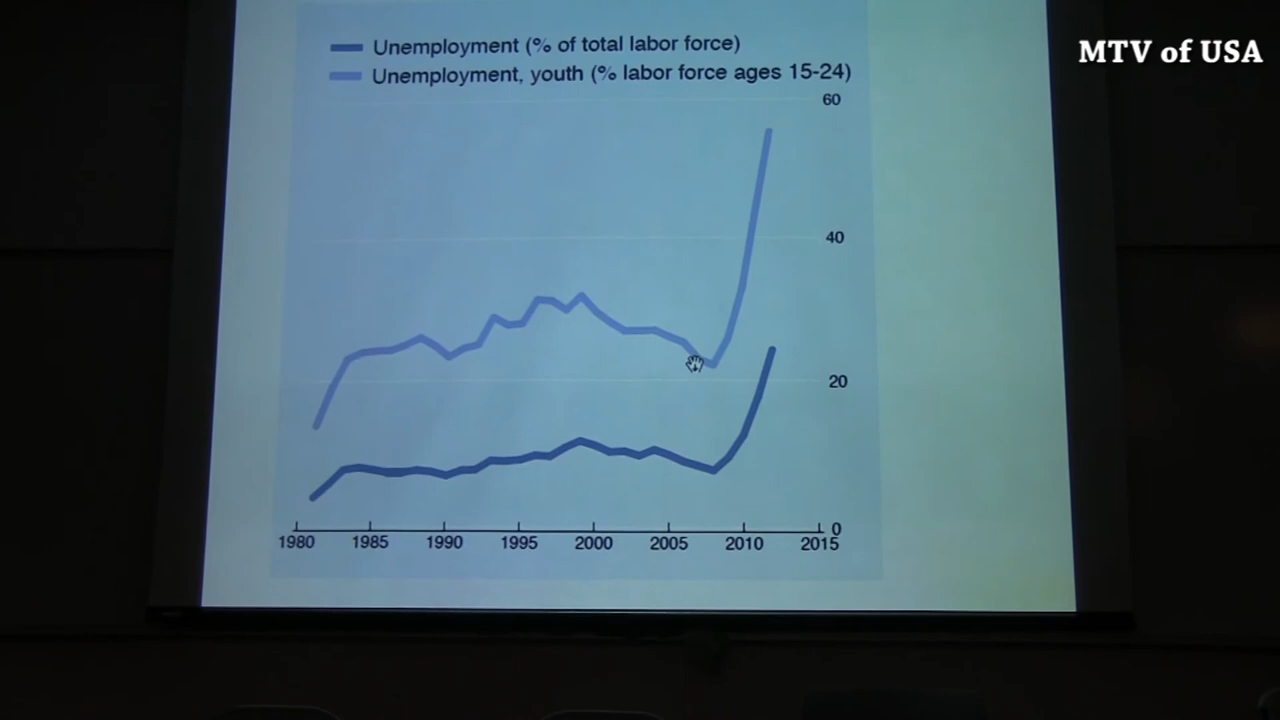 MTV of USA
Unemployment (% of total labor force)
Unemployment, youth (% labor force ages 15-24)
60
40
20
0
1980 1985 1990 1995 2000 2005 2010 2015